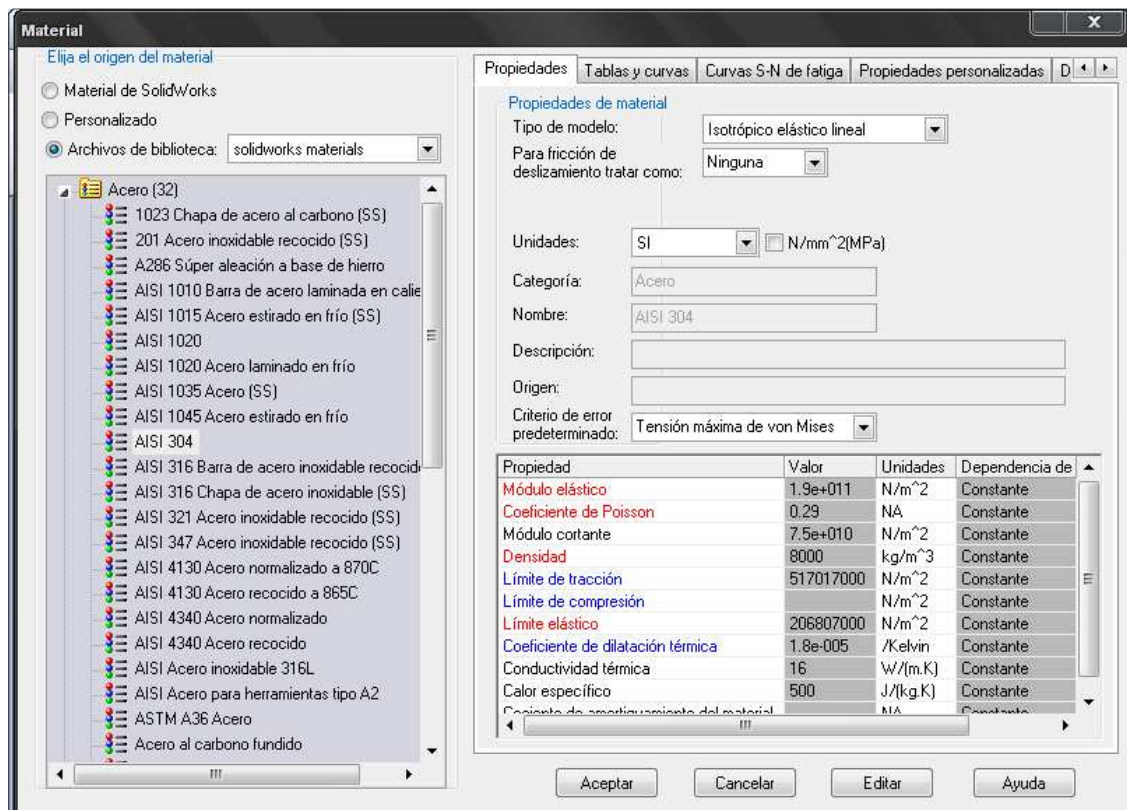 Material
Elija el origen del material
Material de SolidWorks
Personalizado
Archivos de biblioteca: solidworks materials
Acero (32)
1023 Chapa de acero al carbono (SS)
201 Acero inoxidable recocido (SS)
A286 Súper aleación a base de hierro
AISI 1010 Barra de acero laminada en calie
AISI 1015 Acero estirado en frío (SS)
AISI 1020
AISI 1020 Acero laminado en frío
AISI 1035 Acero (SS)
AISI 1045 Acero estirado en frío
AISI 304
AISI 316 Barra de acero inoxidable recocid
AISI 316 Chapa de acero inoxidable (SS)
AISI 321 Acero inoxidable recocido (SS)
AISI 347 Acero inoxidable recocido (SS)
AISI 4130 Acero normalizado a 870C
AISI 4130 Acero recocido a 865C
AISI 4340 Acero normalizado
AISI 4340 Acero recocido
AISI Acero inoxidable 316L
AISI Acero para herramientas tipo A2
ASTM A36 Acero
Acero al carbono fundido
Propiedades Tablas y curvas Curvas S-N de fatiga Propiedades personalizadas D
Propiedades de material
Tipo de modelo: Isotrópico elástico lineal
Para fricción de
deslizamiento tratar como: Ninguna
Unidades: SI N/mm^2(MPa)
Categoría: Acero
Nombre: AISI 304
Descripción:
Origen:
Criterio de error
predeterminado: Tensión máxima de von Mises
Propiedad Valor Unidades Dependencia de
Módulo elástico 1.9e+011 N/m^2 Constante
Coeficiente de Poisson 0.29 NA Constante
Módulo cortante 7.5e+010 N/m^2 Constante
Densidad 8000 kg/m^3 Constante
Límite de tracción 517017000 N/m^2 Constante
Límite de compresión N/m^2 Constante
Límite elástico 206807000 N/m^2 Constante
Coeficiente de dilatación térmica 1.8e-005 /Kelvin Constante
Conductividad térmica 16 W/(m.K) Constante
Calor específico 500 J/(kg.K) Constante
Cociente de amortiguamiento del material NA Constante
Aceptar Cancelar Editar Ayuda